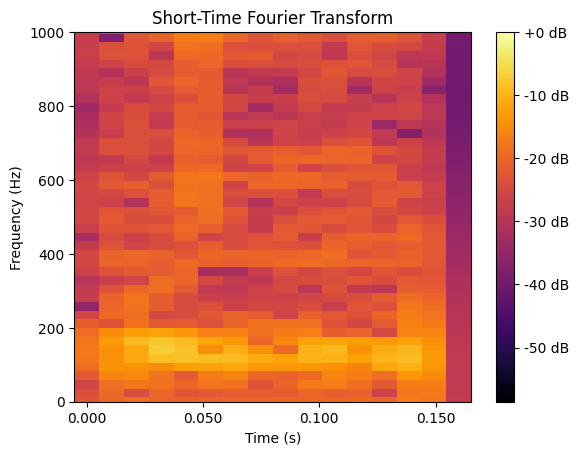 Short-Time Fourier Transform
1000
800
600
400
200
0
Frequency (Hz)
0.000
0.050
0.100
0.150
Time (s)
+0 dB
-10 dB
-20 dB
-30 dB
-40 dB
-50 dB